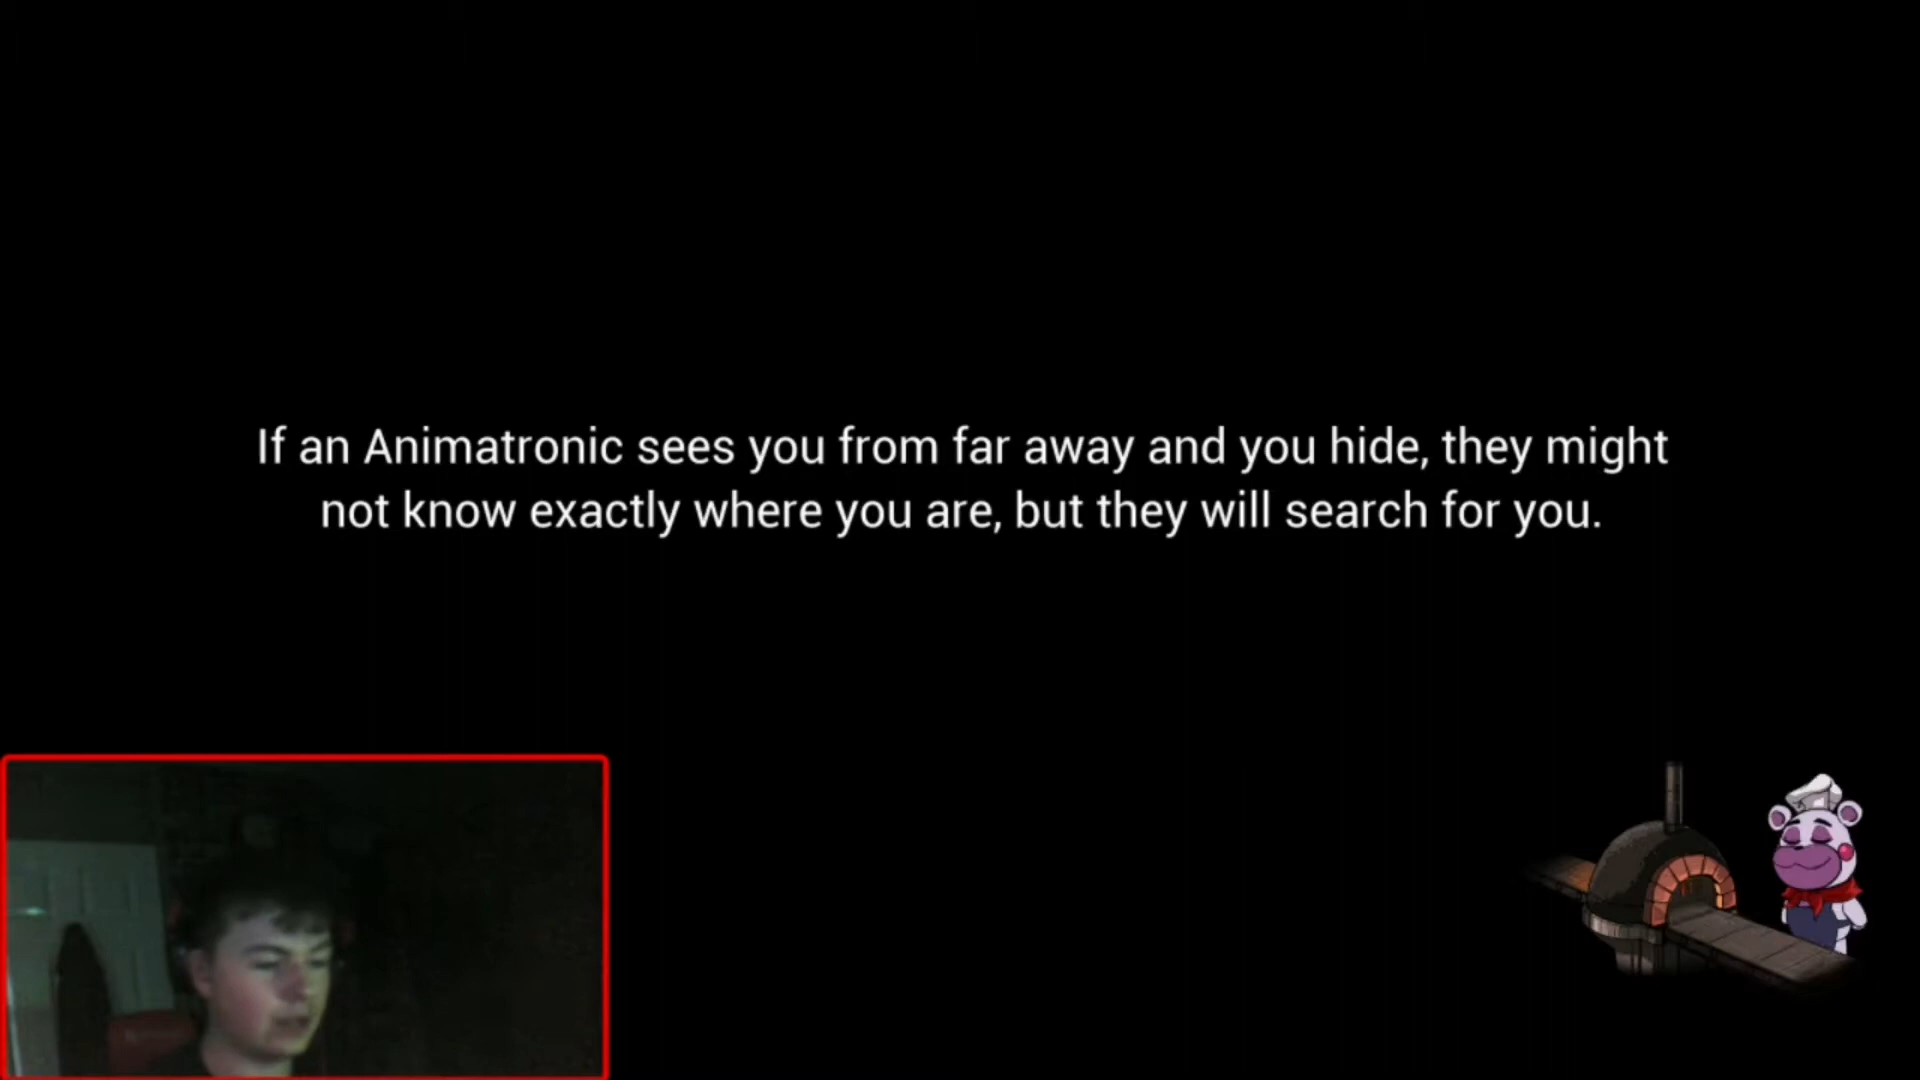 If an Animatronic sees you from far away and you hide, they might
not know exactly where you are, but they will search for you.